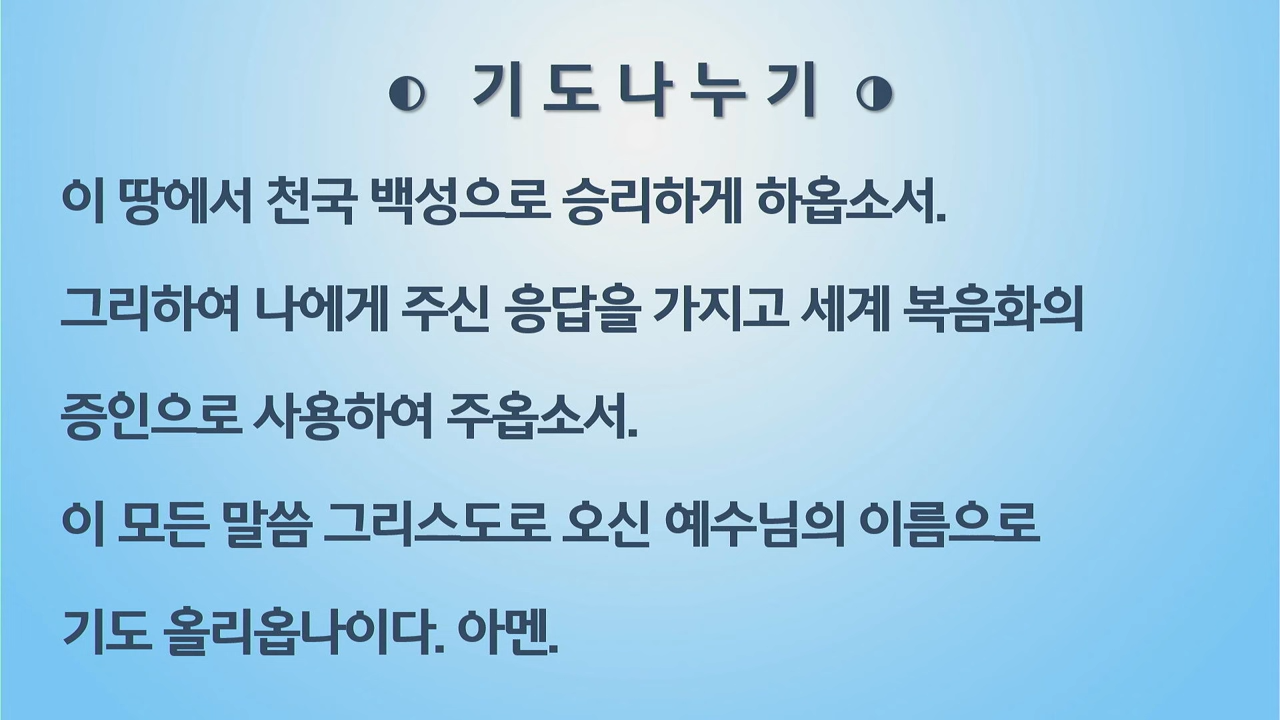 ◐ 기도나누기 ◑
이 땅에서 천국 백성으로 승리하게 하옵소서.
그리하여 나에게 주신 응답을 가지고 세계 복음화의
증인으로 사용하여 주옵소서.
이 모든 말씀 그리스도로 오신 예수님의 이름으로
기도 올리옵나이다. 아멘.